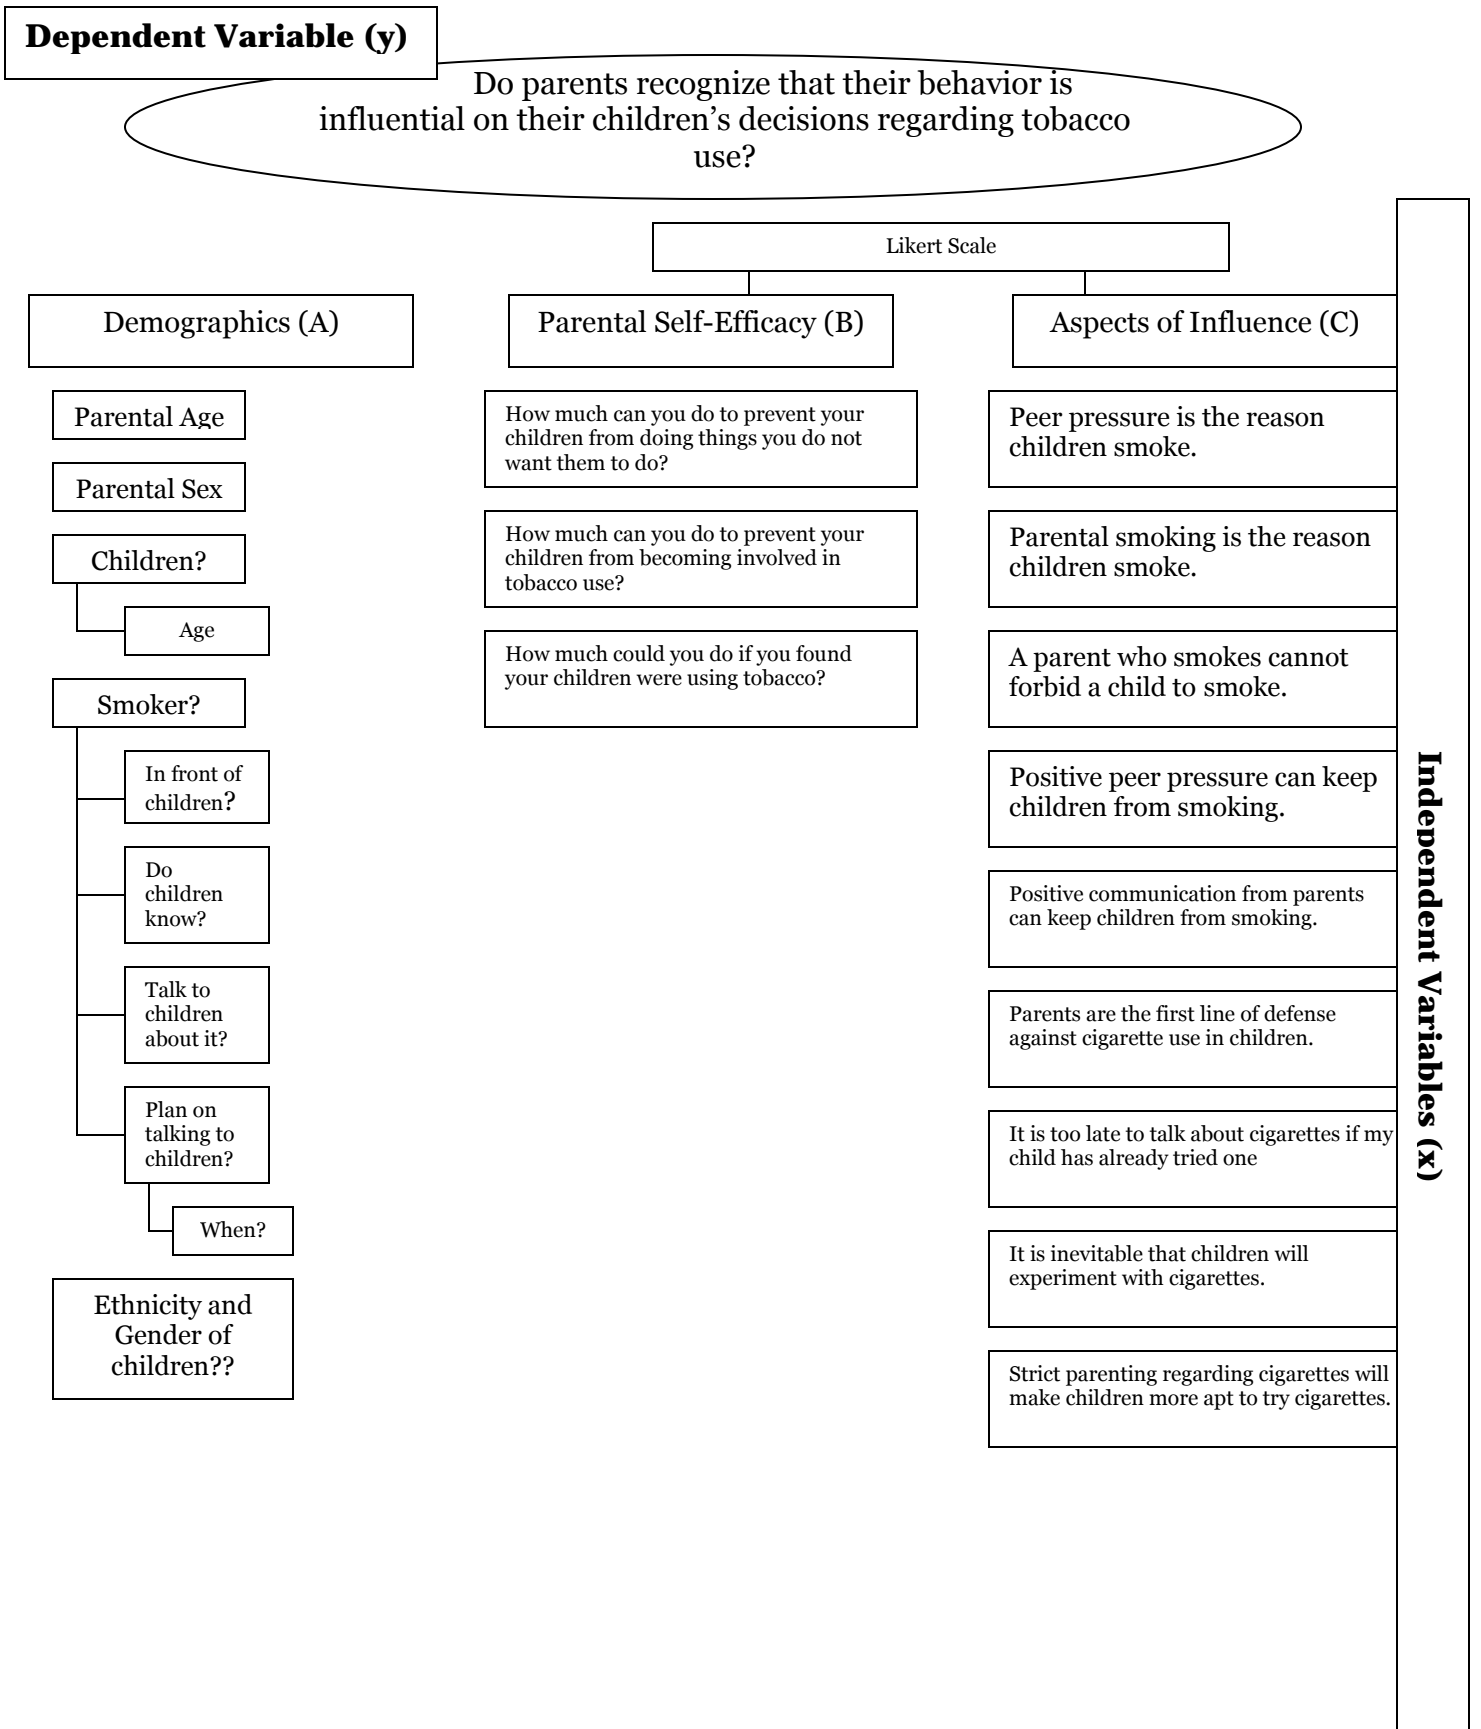 Dependent Variable (y)
Do parents recognize that their behavior is
influential on their children’s decisions regarding tobacco
use?
Likert Scale
Demographics (A)
Parental Age
Parental Sex
Children?
Age
Smoker?
In front of
children?
Do
children
know?
Talk to
children
about it?
Plan on
talking to
children?
When?
Ethnicity and
Gender of
children??
Parental Self-Efficacy (B)
How much can you do to prevent your
children from doing things you do not
want them to do?
How much can you do to prevent your
children from becoming involved in
tobacco use?
How much could you do if you found
your children were using tobacco?
Aspects of Influence (C)
Peer pressure is the reason
children smoke.
Parental smoking is the reason
children smoke.
A parent who smokes cannot
forbid a child to smoke.
Positive peer pressure can keep
children from smoking.
Positive communication from parents
can keep children from smoking.
Parents are the first line of defense
against cigarette use in children.
It is too late to talk about cigarettes if my
child has already tried one
It is inevitable that children will
experiment with cigarettes.
Strict parenting regarding cigarettes will
make children more apt to try cigarettes.
Independent Variables (x)